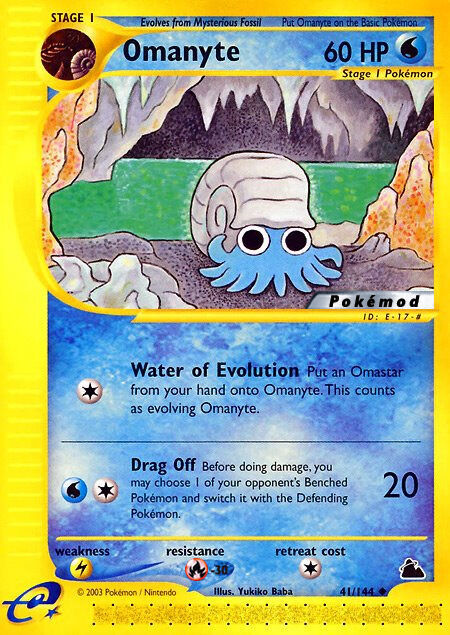 STAGE 1 Evolves from Mysterious Fossil Put Omanyte on the Basic Pokémon
Omanyte 60 HP
Stage 1 Pokémon
Pokémod
ID: E-17-#
Water of Evolution Put an Omastar
from your hand onto Omanyte. This counts
as evolving Omanyte.
Drag Off Before doing damage, you
may choose 1 of your opponent's Benched
Pokémon and switch it with the Defending
Pokémon.
20
weakness resistance retreat cost
-30
© 2003 Pokémon / Nintendo Illus. Yukiko Baba 41/144
e